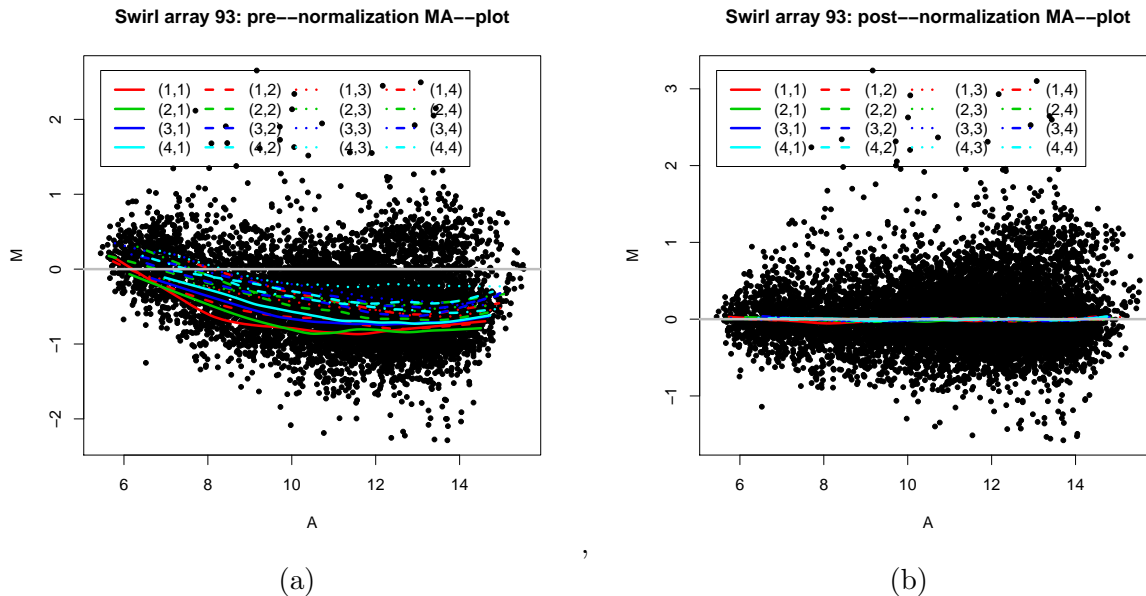 Swirl array 93: pre−−normalization MA−−plot
(1,1) (1,2) (1,3) (1,4)
(2,1) (2,2) (2,3) (2,4)
(3,1) (3,2) (3,3) (3,4)
(4,1) (4,2) (4,3) (4,4)
2
1
0
−1
−2
M
6 8 10 12 14
A
(a)
,
Swirl array 93: post−−normalization MA−−plot
(1,1) (1,2) (1,3) (1,4)
(2,1) (2,2) (2,3) (2,4)
(3,1) (3,2) (3,3) (3,4)
(4,1) (4,2) (4,3) (4,4)
3
2
1
0
−1
M
6 8 10 12 14
A
(b)